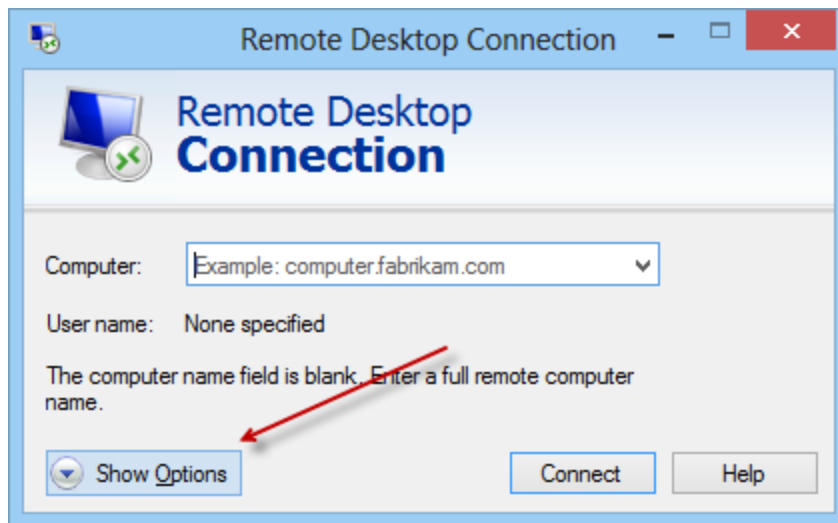 Remote Desktop Connection
Remote Desktop
Connection
Computer:
Example: computer.fabrikam.com
User name:
None specified
The computer name field is blank. Enter a full remote computer
name.
Show Options
Connect
Help